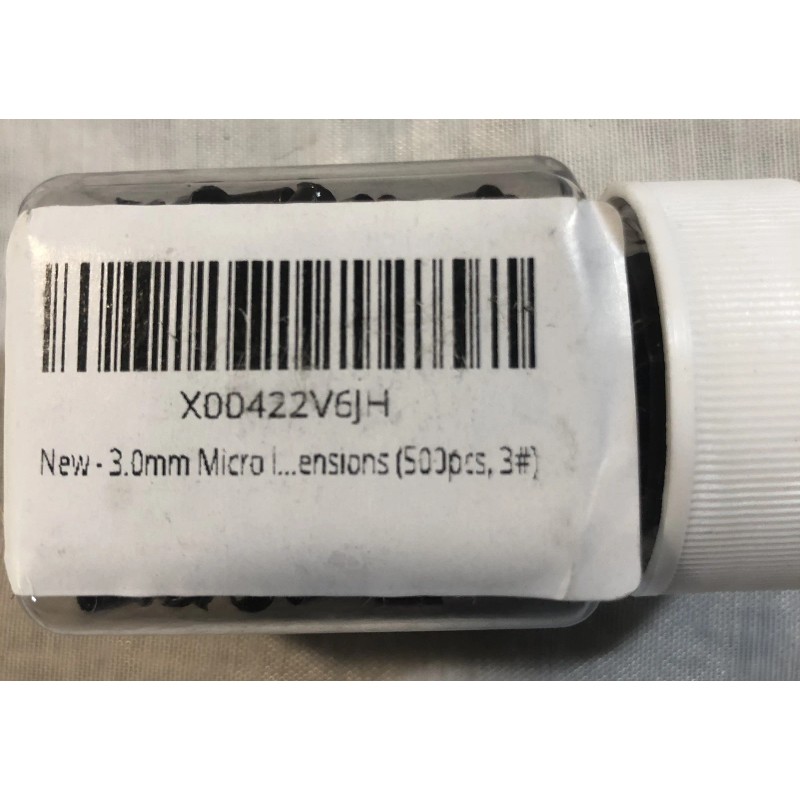 X00422V6JH
New - 3.0mm Micro l...ensions (500pcs, 3#)